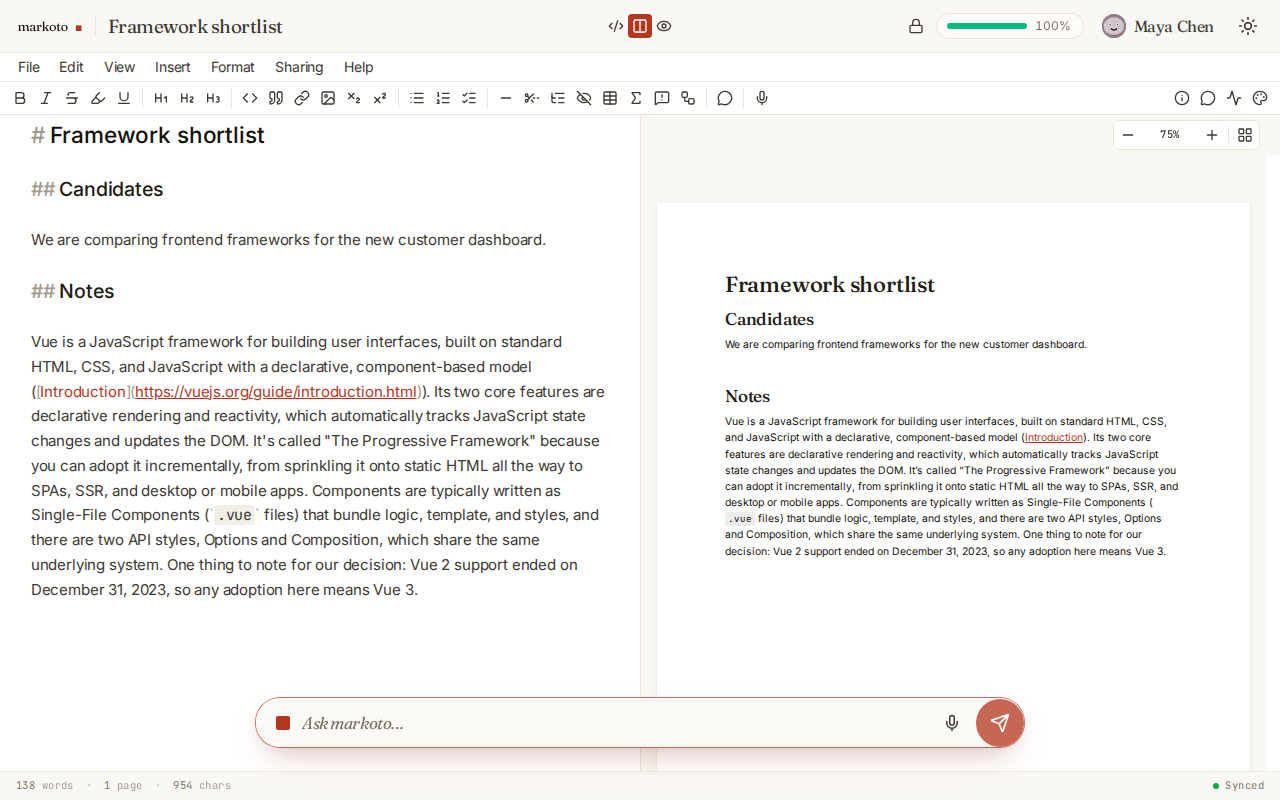 markoto
Framework shortlist
100%
Maya Chen
File Edit View Insert Format Sharing Help
H1 H2 H3
75%
# Framework shortlist
## Candidates
We are comparing frontend frameworks for the new customer dashboard.
## Notes
Vue is a JavaScript framework for building user interfaces, built on standard
HTML, CSS, and JavaScript with a declarative, component-based model
([Introduction](https://vuejs.org/guide/introduction.html)). Its two core features are
declarative rendering and reactivity, which automatically tracks JavaScript state
changes and updates the DOM. It's called "The Progressive Framework" because
you can adopt it incrementally, from sprinkling it onto static HTML all the way to
SPAs, SSR, and desktop or mobile apps. Components are typically written as
Single-File Components (`.vue` files) that bundle logic, template, and styles, and
there are two API styles, Options and Composition, which share the same
underlying system. One thing to note for our decision: Vue 2 support ended on
December 31, 2023, so any adoption here means Vue 3.
Framework shortlist
Candidates
We are comparing frontend frameworks for the new customer dashboard.
Notes
Vue is a JavaScript framework for building user interfaces, built on standard HTML, CSS,
and JavaScript with a declarative, component-based model (Introduction). Its two core
features are declarative rendering and reactivity, which automatically tracks JavaScript
state changes and updates the DOM. It's called “The Progressive Framework” because you
can adopt it incrementally, from sprinkling it onto static HTML all the way to SPAs, SSR, and
desktop or mobile apps. Components are typically written as Single-File Components (
.vue files) that bundle logic, template, and styles, and there are two API styles, Options
and Composition, which share the same underlying system. One thing to note for our
decision: Vue 2 support ended on December 31, 2023, so any adoption here means Vue 3.
Ask markoto...
138 words · 1 page · 954 chars
Synced